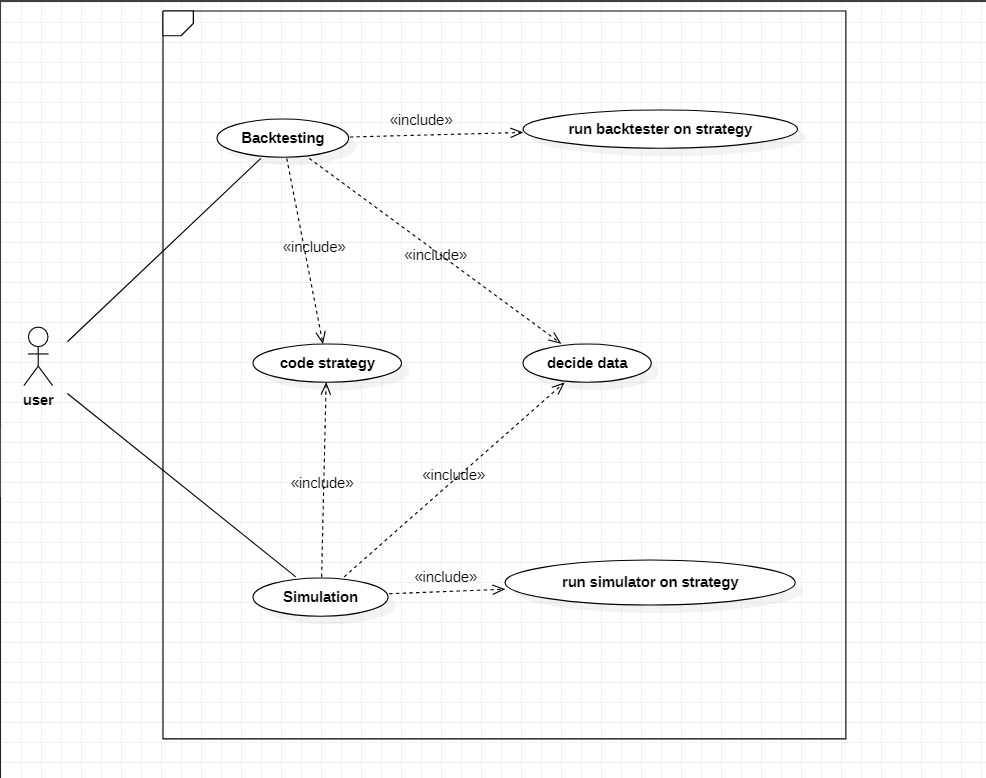 «include»
run backtester on strategy
Backtesting
«include»
«include»
code strategy
decide data
user
«include»
«include»
«include»
run simulator on strategy
Simulation